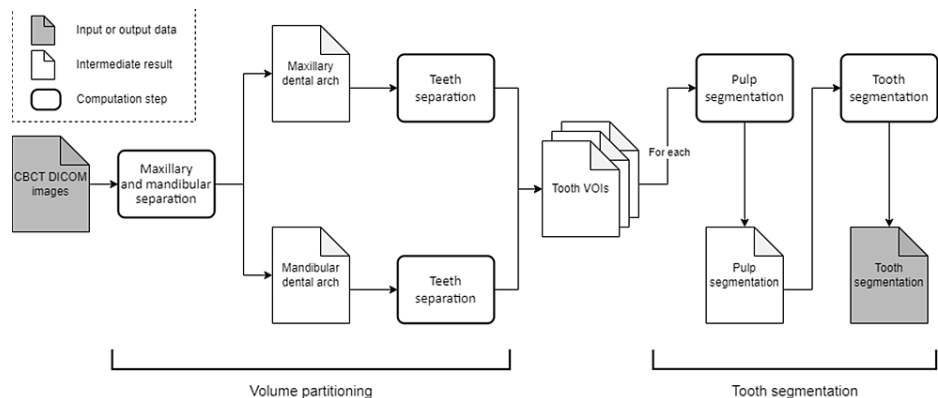 Input or output data
Intermediate result
Computation step
CBCT DICOM
images
Maxillary
and mandibular
separation
Maxillary
dental arch
Teeth
separation
Mandibular
dental arch
Teeth
separation
Tooth VOIs
For each
Pulp
segmentation
Pulp
segmentation
Tooth
segmentation
Tooth
segmentation
Volume partitioning
Tooth segmentation